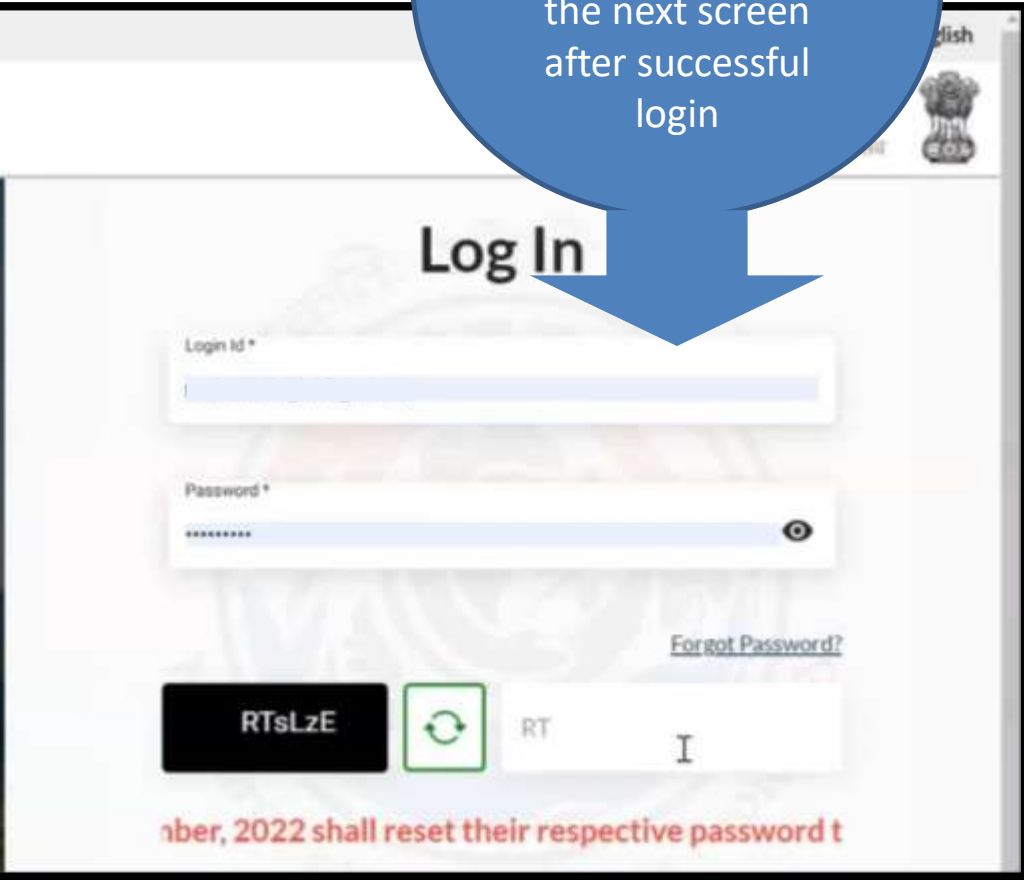 the next screen
after successful
login
glish
Log In
Login Id *
Password *
•••••••••
Forgot Password?
RTsLzE
RT
nber, 2022 shall reset their respective password t